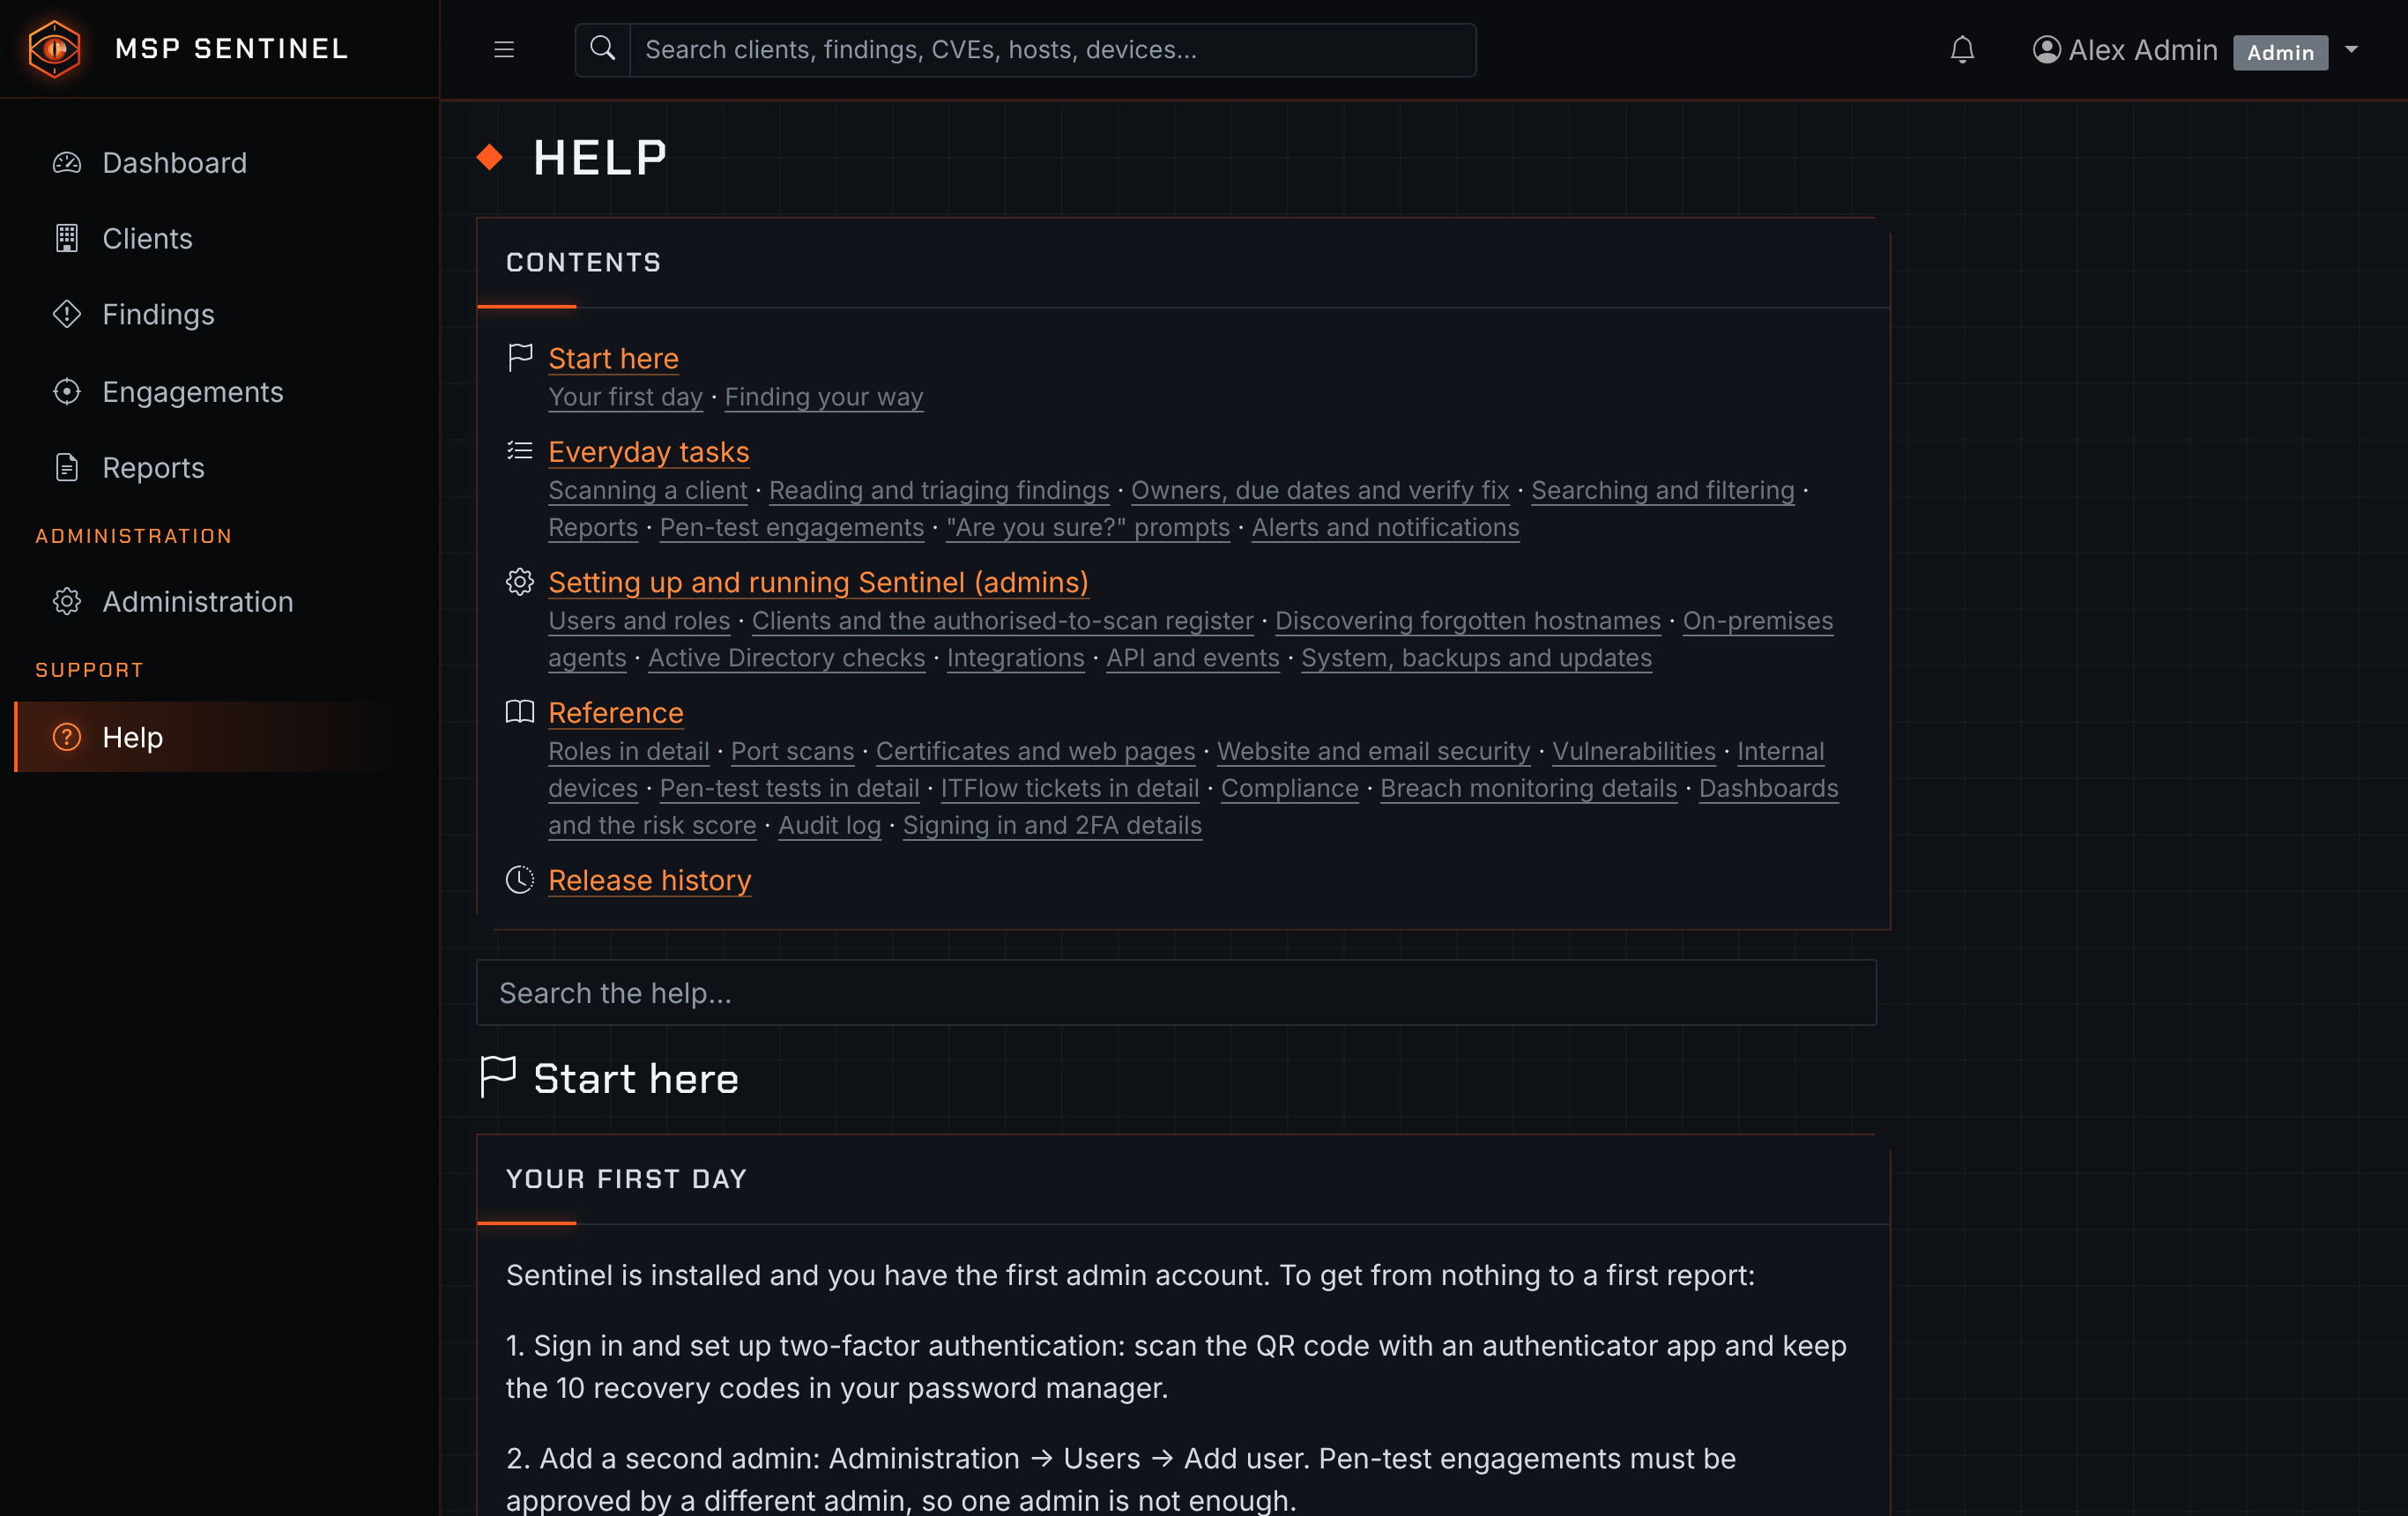 MSP SENTINEL
Search clients, findings, CVEs, hosts, devices...
Alex Admin Admin
Dashboard
Clients
Findings
Engagements
Reports
ADMINISTRATION
Administration
SUPPORT
Help
HELP
CONTENTS
Start here
Your first day · Finding your way
Everyday tasks
Scanning a client · Reading and triaging findings · Owners, due dates and verify fix · Searching and filtering ·
Reports · Pen-test engagements · "Are you sure?" prompts · Alerts and notifications
Setting up and running Sentinel (admins)
Users and roles · Clients and the authorised-to-scan register · Discovering forgotten hostnames · On-premises
agents · Active Directory checks · Integrations · API and events · System, backups and updates
Reference
Roles in detail · Port scans · Certificates and web pages · Website and email security · Vulnerabilities · Internal
devices · Pen-test tests in detail · ITFlow tickets in detail · Compliance · Breach monitoring details · Dashboards
and the risk score · Audit log · Signing in and 2FA details
Release history
Search the help...
Start here
YOUR FIRST DAY
Sentinel is installed and you have the first admin account. To get from nothing to a first report:
1. Sign in and set up two-factor authentication: scan the QR code with an authenticator app and keep
the 10 recovery codes in your password manager.
2. Add a second admin: Administration → Users → Add user. Pen-test engagements must be
approved by a different admin, so one admin is not enough.